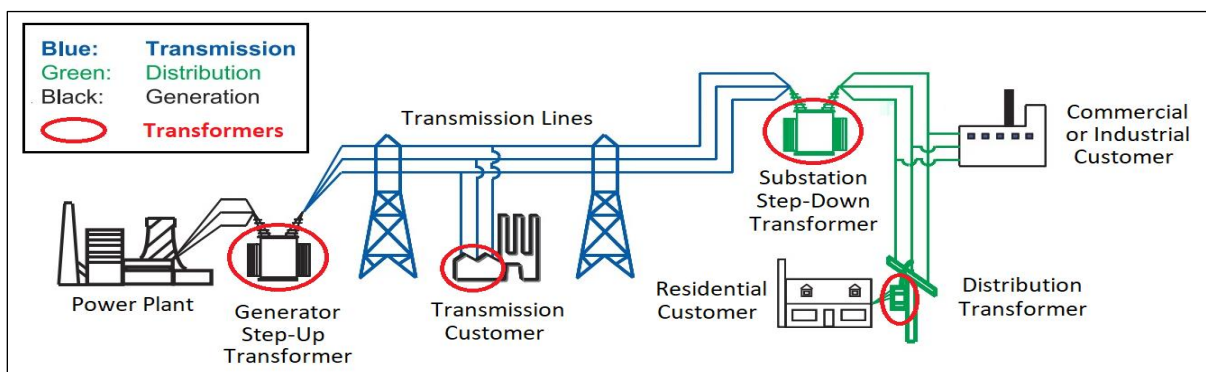 Blue: Transmission
Green: Distribution
Black: Generation
Transformers
Transmission Lines
Power Plant
Generator
Step-Up
Transformer
Transmission
Customer
Substation
Step-Down
Transformer
Commercial
or Industrial
Customer
Residential
Customer
Distribution
Transformer